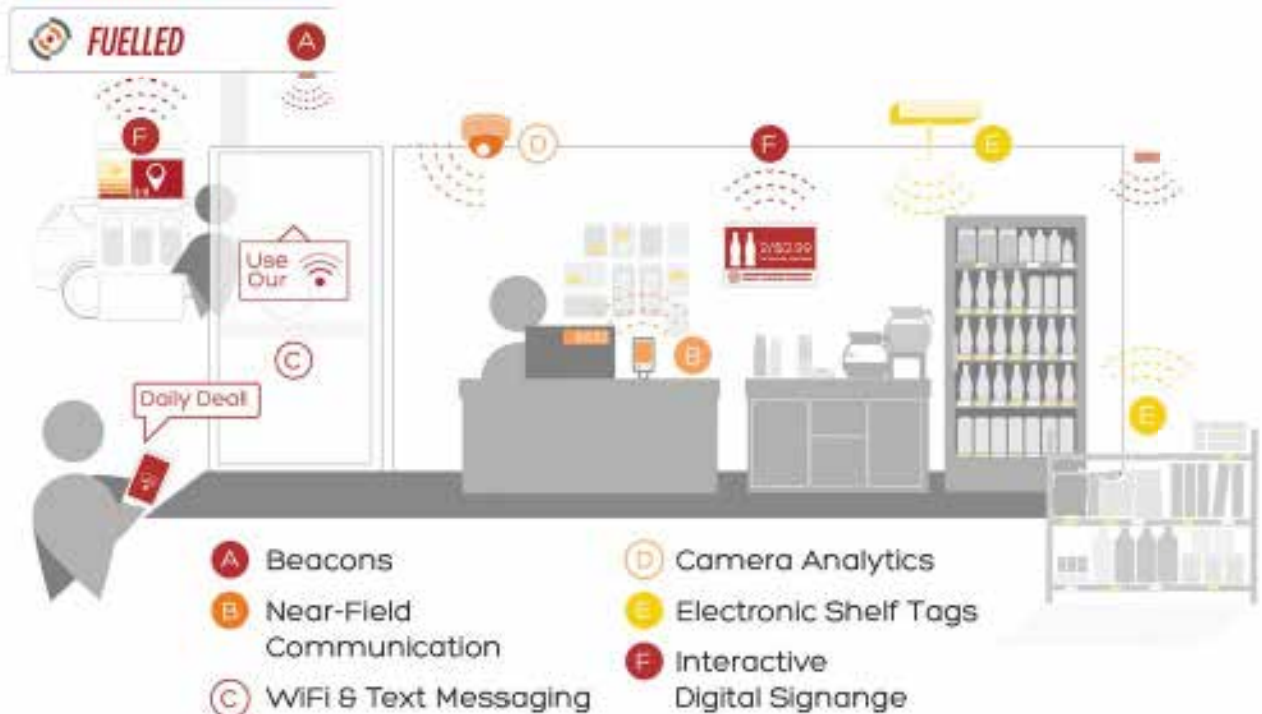 FUELLED
A
F
D
F
E
2/$3.99
Use
Our
C
B
Daily Deal!
E
A Beacons
B Near-Field
Communication
C WiFi & Text Messaging
D Camera Analytics
E Electronic Shelf Tags
F Interactive
Digital Signange